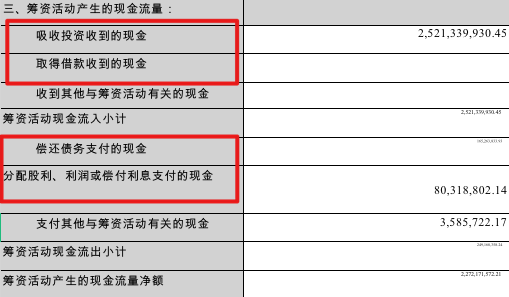 三、筹资活动产生的现金流量：
吸收投资收到的现金 2,521,339,930.45
取得借款收到的现金
收到其他与筹资活动有关的现金
筹资活动现金流入小计 2,521,339,930.45
偿还债务支付的现金
分配股利、利润或偿付利息支付的现金 80,318,802.14
支付其他与筹资活动有关的现金 3,585,722.17
筹资活动现金流出小计
筹资活动产生的现金流量净额 2,272,171,572.21